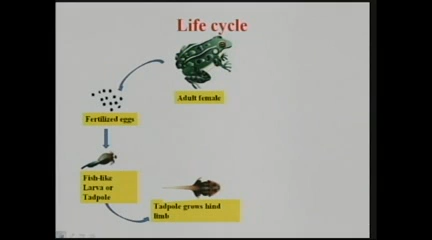 Life cycle
Adult female
Fertilized eggs
Fish-like
Larva or
Tadpole
Tadpole grows hind
limb